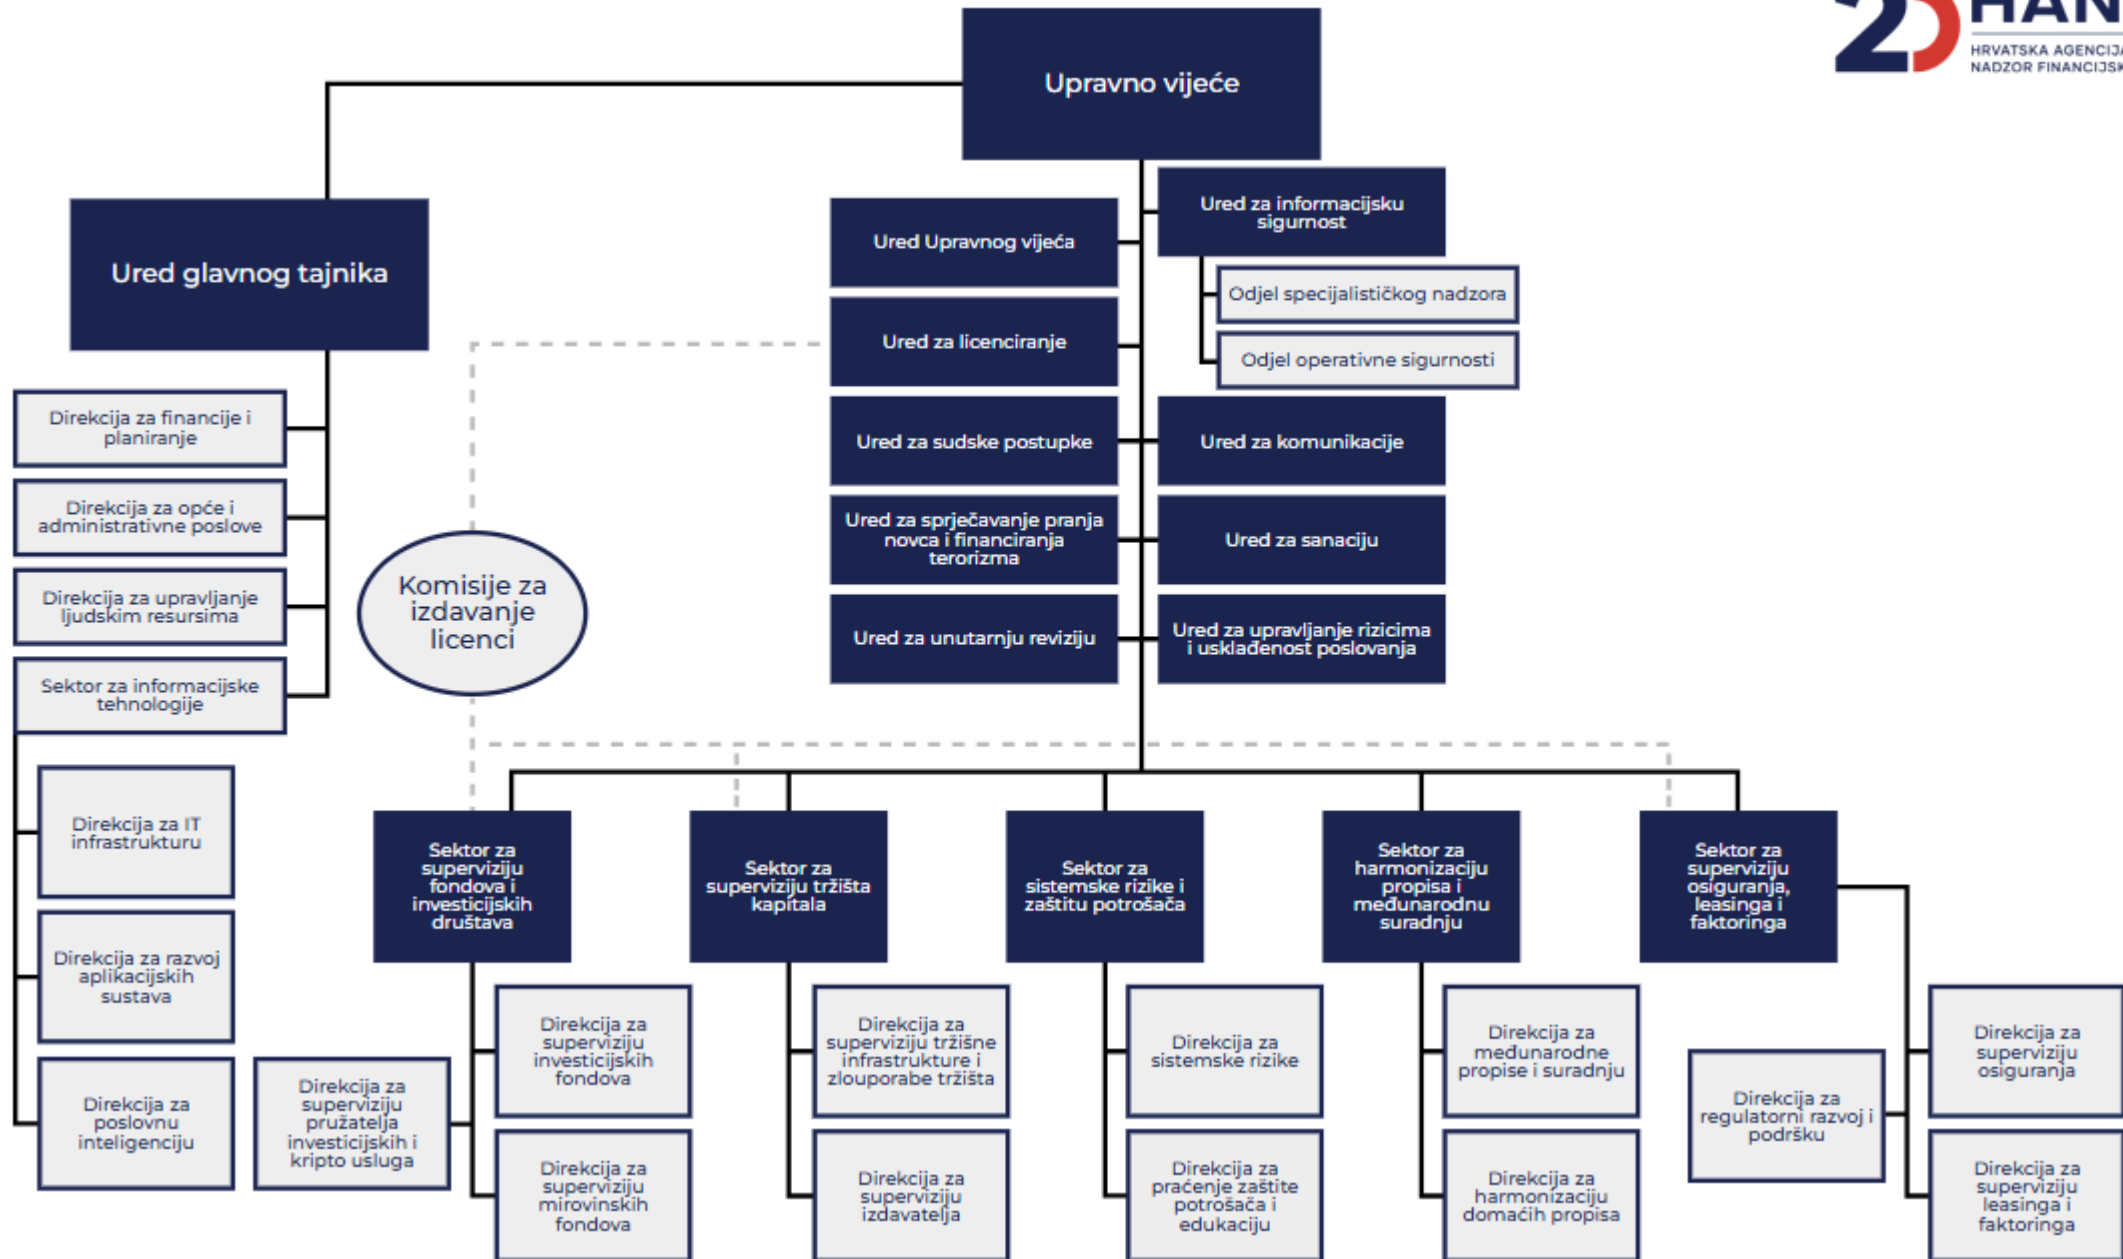 20 HAN
HRVATSKA AGENCIJA
NADZOR FINANCIJSK
Upravno vijeće
Ured glavnog tajnika
Ured Upravnog vijeća
Ured za informacijsku
sigurnost
Odjel specijalističkog nadzora
Odjel operativne sigurnosti
Ured za licenciranje
Ured za sudske postupke
Ured za komunikacije
Ured za sprječavanje pranja
novca i financiranja
terorizma
Ured za sanaciju
Ured za unutarnju reviziju
Ured za upravljanje rizicima
i usklađenost poslovanja
Direkcija za financije i
planiranje
Direkcija za opće i
administrativne poslove
Direkcija za upravljanje
ljudskim resursima
Sektor za informacijske
tehnologije
Komisije za
izdavanje
licenci
Direkcija za IT
infrastrukturu
Direkcija za razvoj
aplikacijskih
sustava
Direkcija za
poslovnu
inteligenciju
Sektor za
superviziju
fondova i
investicijskih
društava
Sektor za
superviziju tržišta
kapitala
Sektor za
sistemske rizike i
zaštitu potrošača
Sektor za
harmonizaciju
propisa i
međunarodnu
suradnju
Sektor za
superviziju
osiguranja,
leasinga i
faktoringa
Direkcija za
superviziju
pružatelja
investicijskih i
kripto usluga
Direkcija za
superviziju
investicijskih
fondova
Direkcija za
superviziju
mirovinskih
fondova
Direkcija za
superviziju tržišne
infrastrukture i
zlouporabe tržišta
Direkcija za
superviziju
izdavatelja
Direkcija za
sistemske rizike
Direkcija za
praćenje zaštite
potrošača i
edukaciju
Direkcija za
međunarodne
propise i suradnju
Direkcija za
harmonizaciju
domaćih propisa
Direkcija za
regulatorni razvoj i
podršku
Direkcija za
superviziju
osiguranja
Direkcija za
superviziju
leasinga i
faktoringa